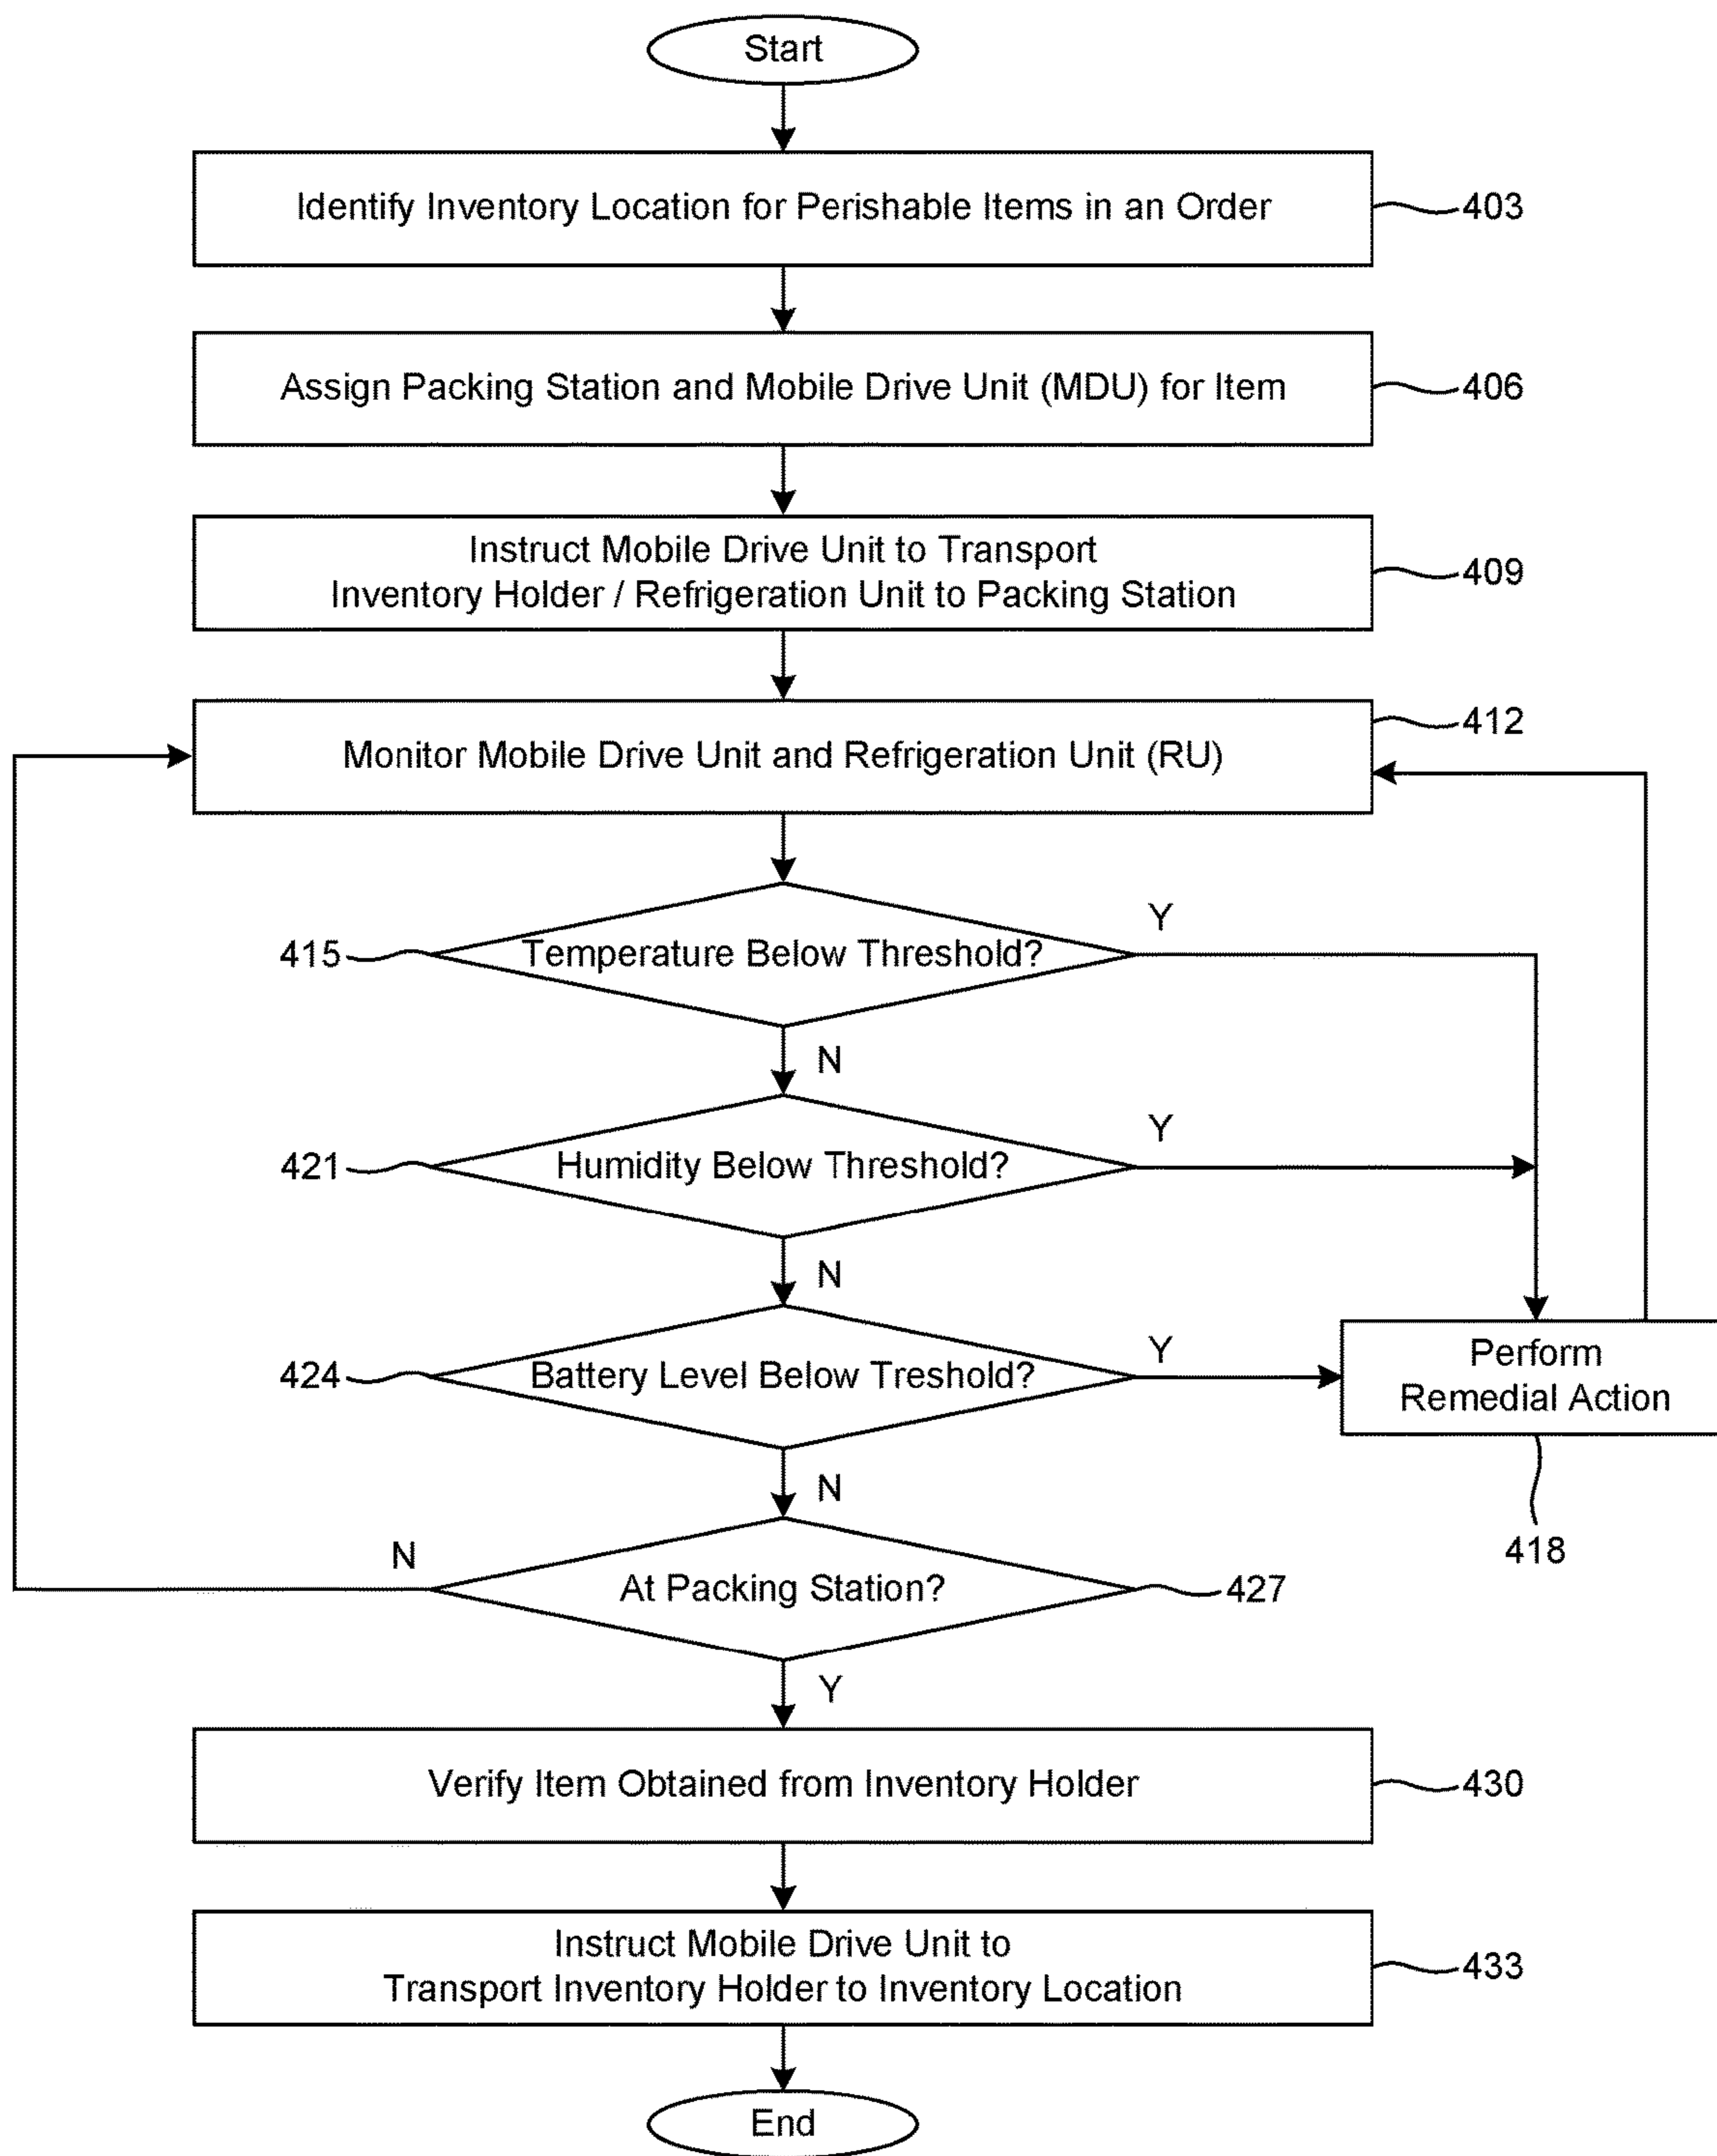 Start
Identify Inventory Location for Perishable Items in an Order
403
Assign Packing Station and Mobile Drive Unit (MDU) for Item
406
Instruct Mobile Drive Unit to Transport
Inventory Holder / Refrigeration Unit to Packing Station
409
Monitor Mobile Drive Unit and Refrigeration Unit (RU)
412
415
Temperature Below Threshold?
Y
N
421
Humidity Below Threshold?
Y
N
424
Battery Level Below Treshold?
Y
Perform
Remedial Action
418
N
N
At Packing Station?
427
Y
Verify Item Obtained from Inventory Holder
430
Instruct Mobile Drive Unit to
Transport Inventory Holder to Inventory Location
433
End